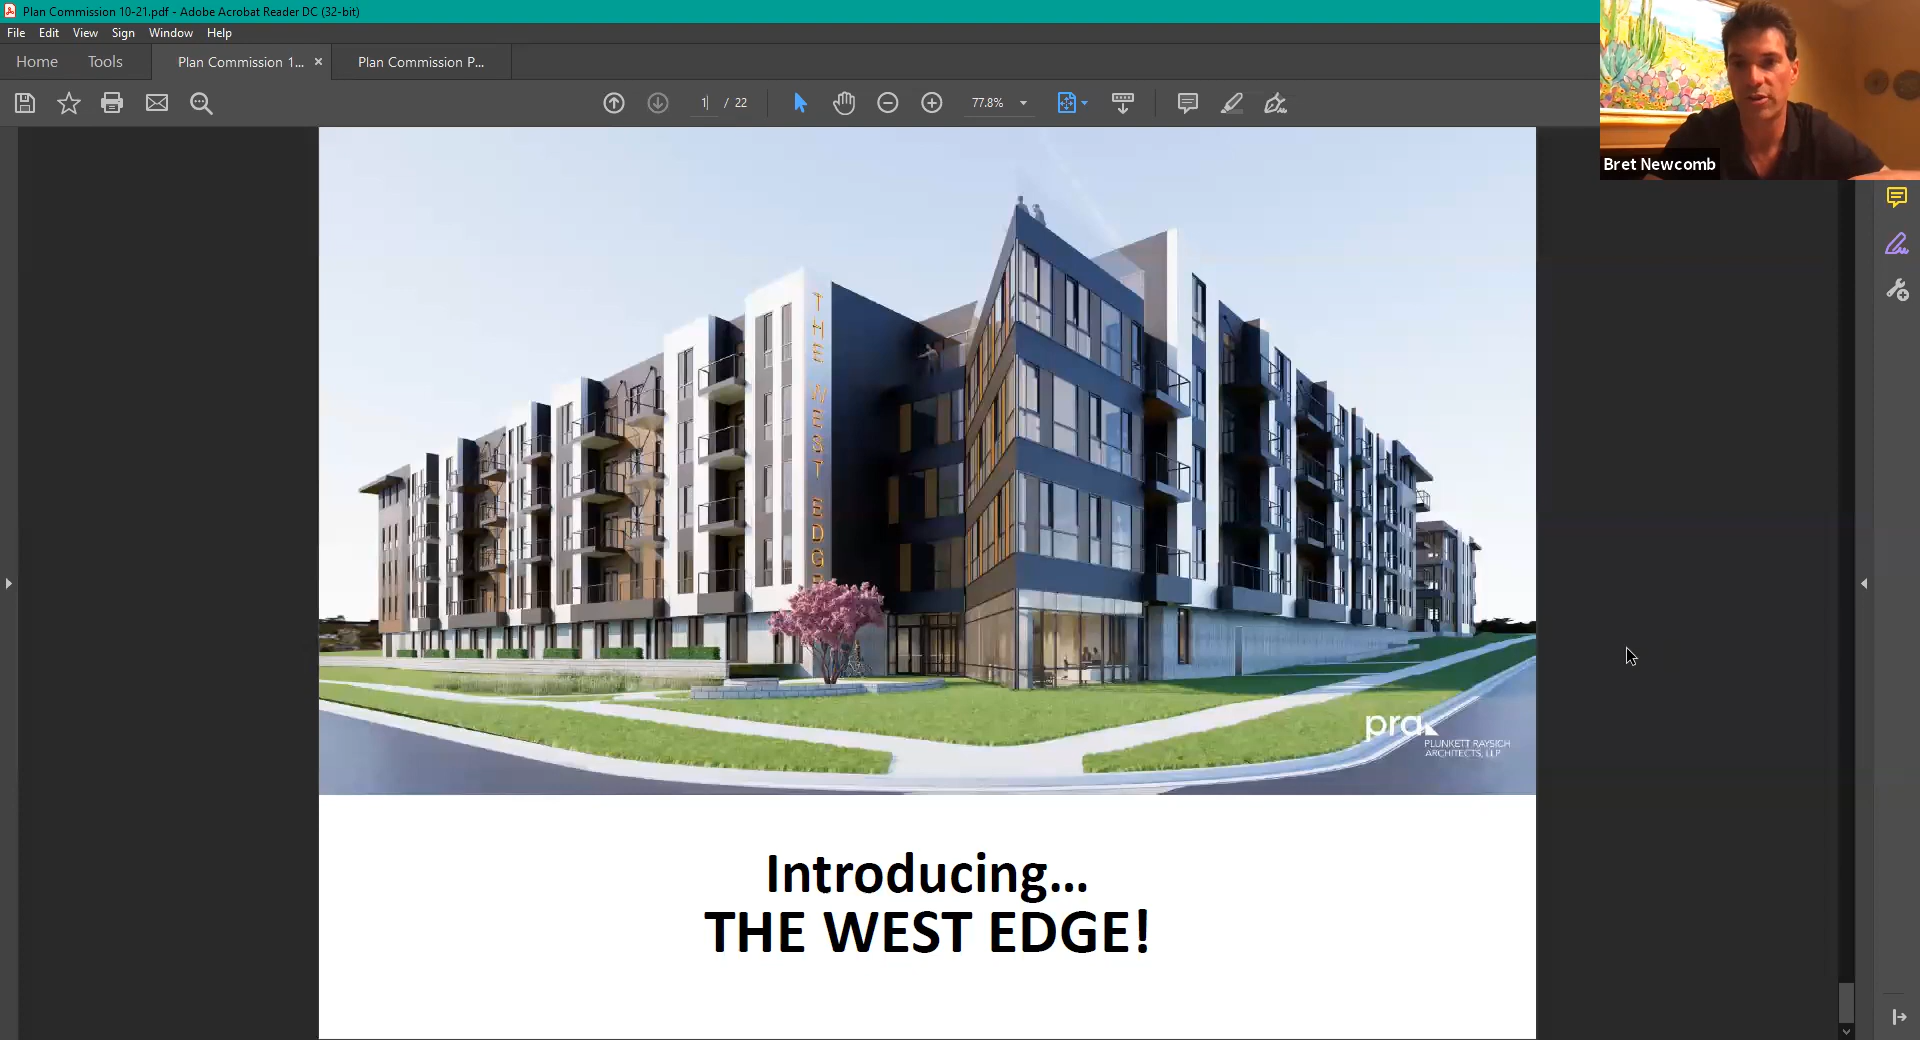 Plan Commission 10-21.pdf - Adobe Acrobat Reader DC (32-bit)
File Edit View Sign Window Help
Home Tools Plan Commission 1... × Plan Commission P...
1 / 22 77.8%
Bret Newcomb
THE WEST EDGE
pra
PLUNKETT RAYSICH
ARCHITECTS, LLP
Introducing...
THE WEST EDGE!